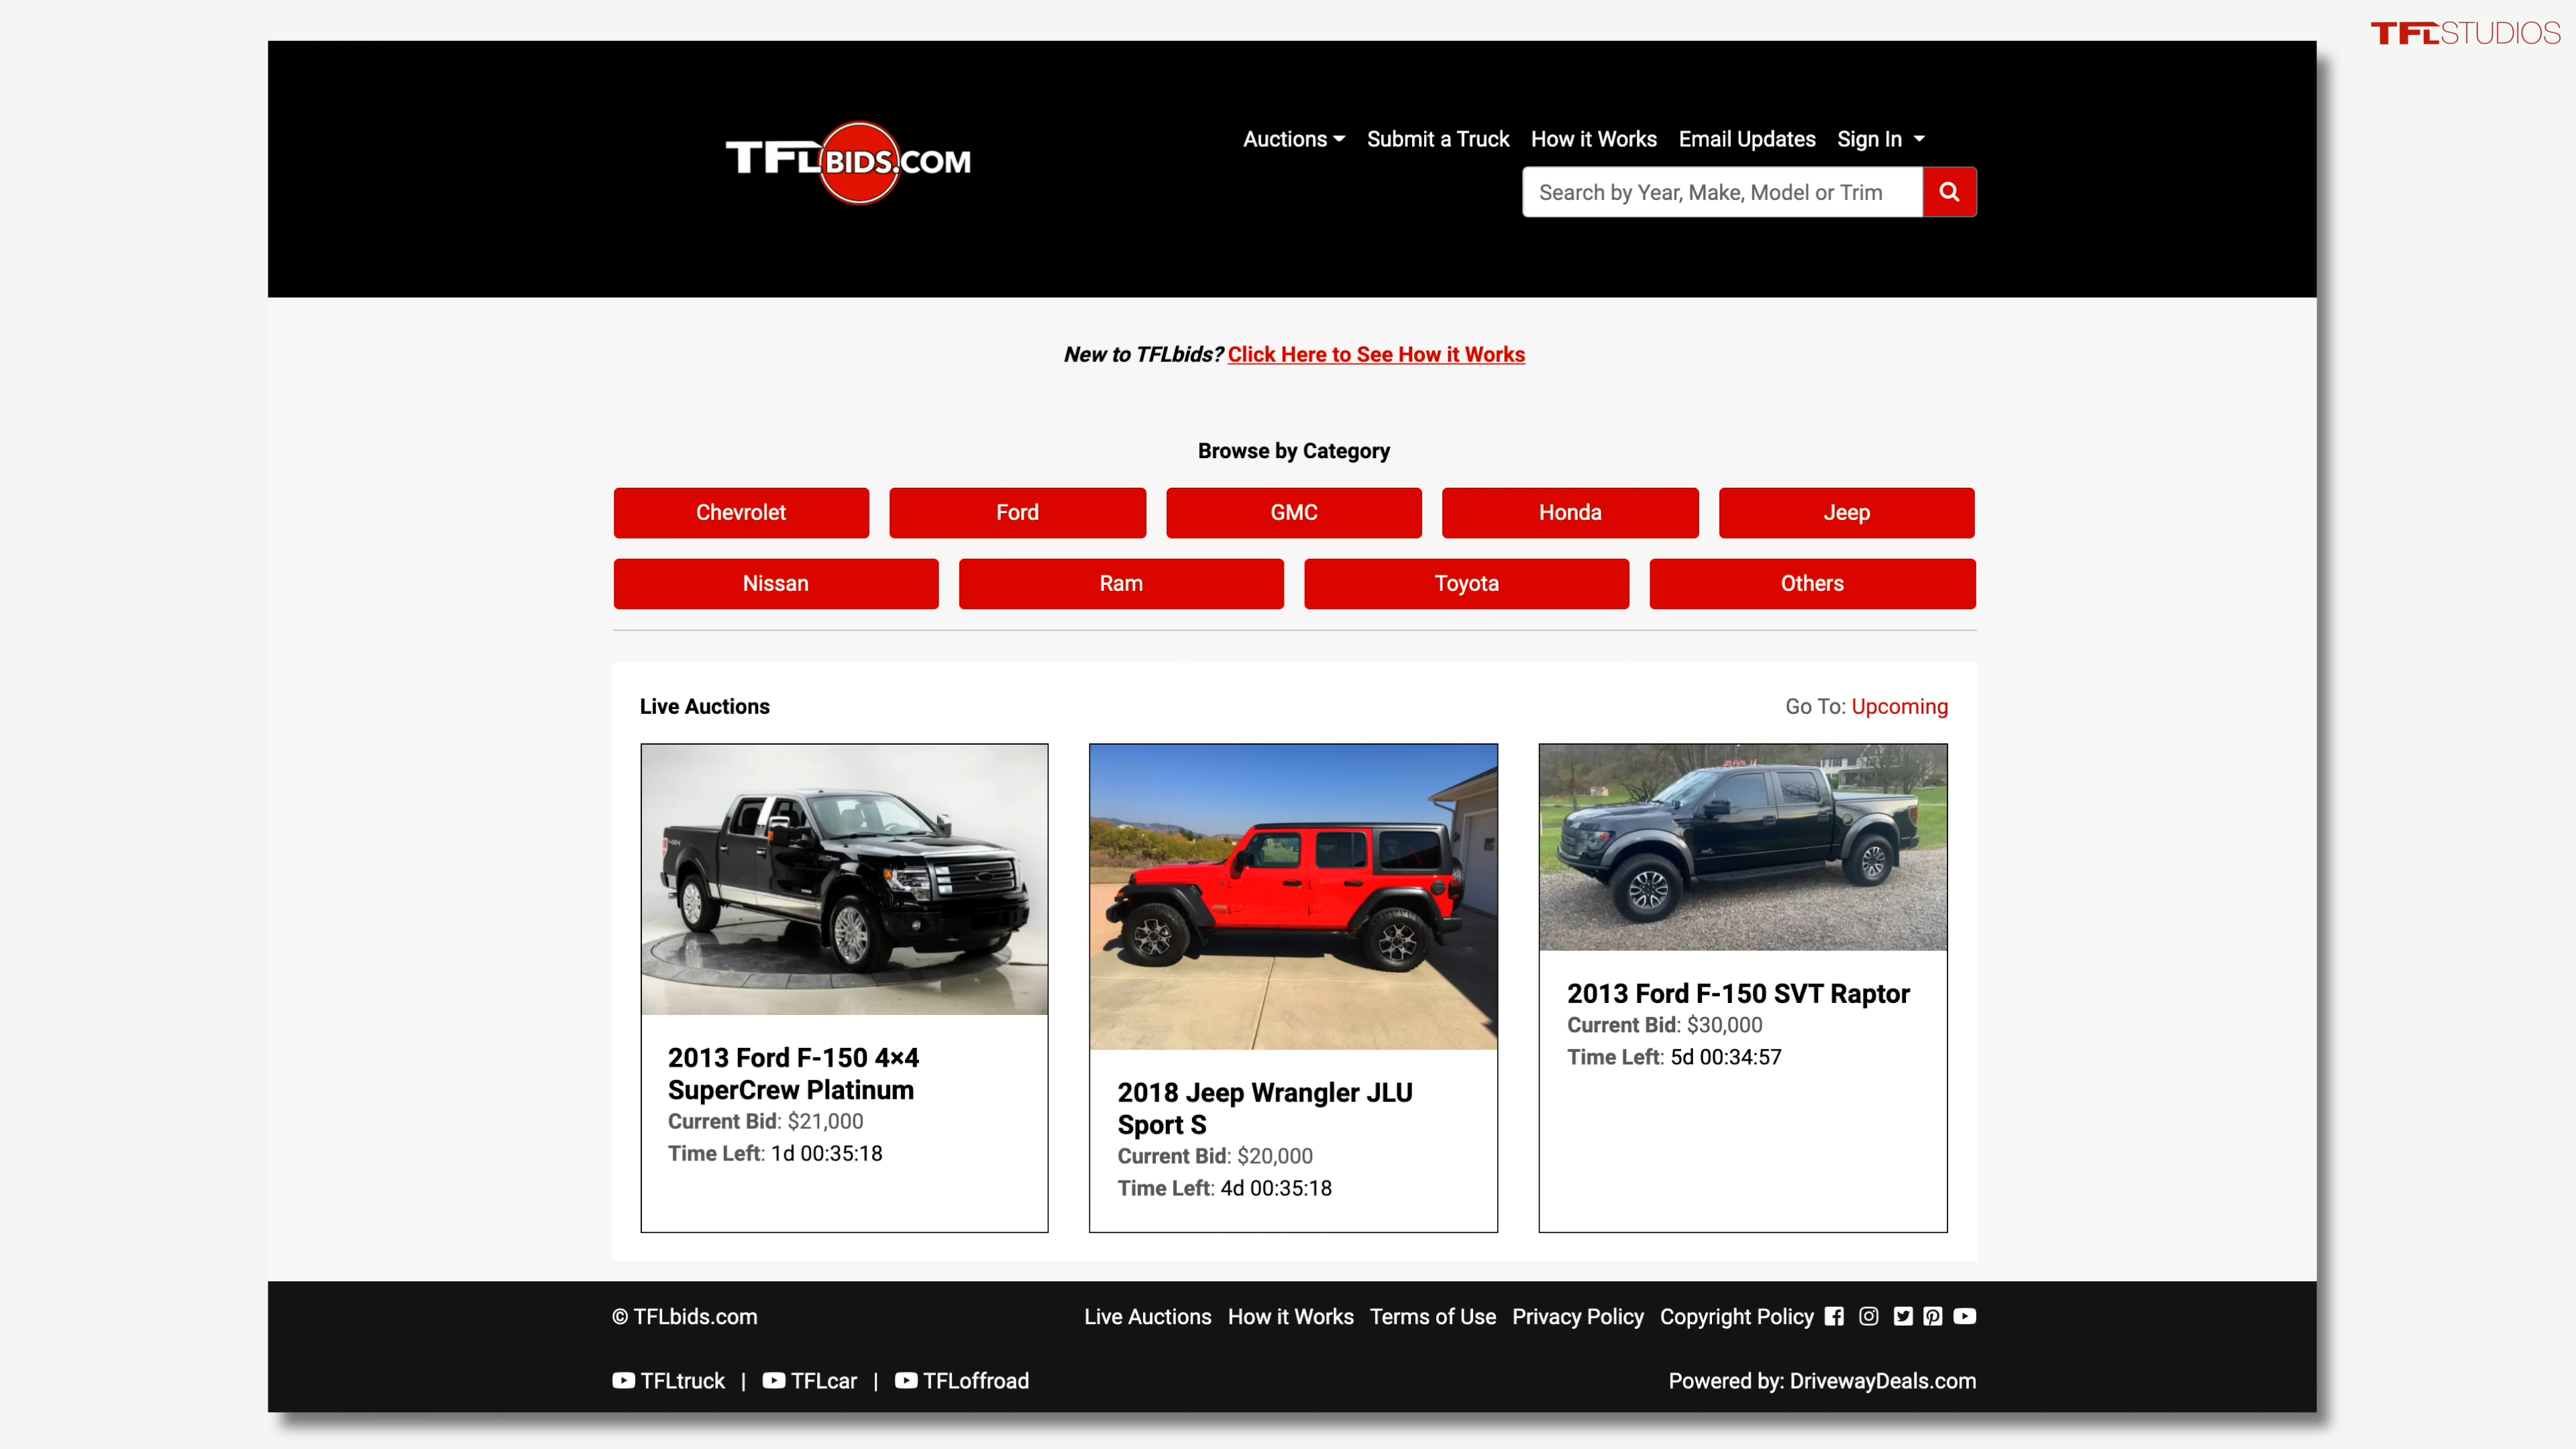 TFLSTUDIOS
TFLBIDS.COM
Auctions Submit a Truck How it Works Email Updates Sign In
Search by Year, Make, Model or Trim
New to TFLbids? Click Here to See How it Works
Browse by Category
Chevrolet Ford GMC Honda Jeep
Nissan Ram Toyota Others
Live Auctions
Go To: Upcoming
2013 Ford F-150 4×4
SuperCrew Platinum
Current Bid: $21,000
Time Left: 1d 00:35:18
2018 Jeep Wrangler JLU
Sport S
Current Bid: $20,000
Time Left: 4d 00:35:18
2013 Ford F-150 SVT Raptor
Current Bid: $30,000
Time Left: 5d 00:34:57
© TFLbids.com
Live Auctions How it Works Terms of Use Privacy Policy Copyright Policy
TFLtruck | TFLcar | TFLoffroad
Powered by: DrivewayDeals.com